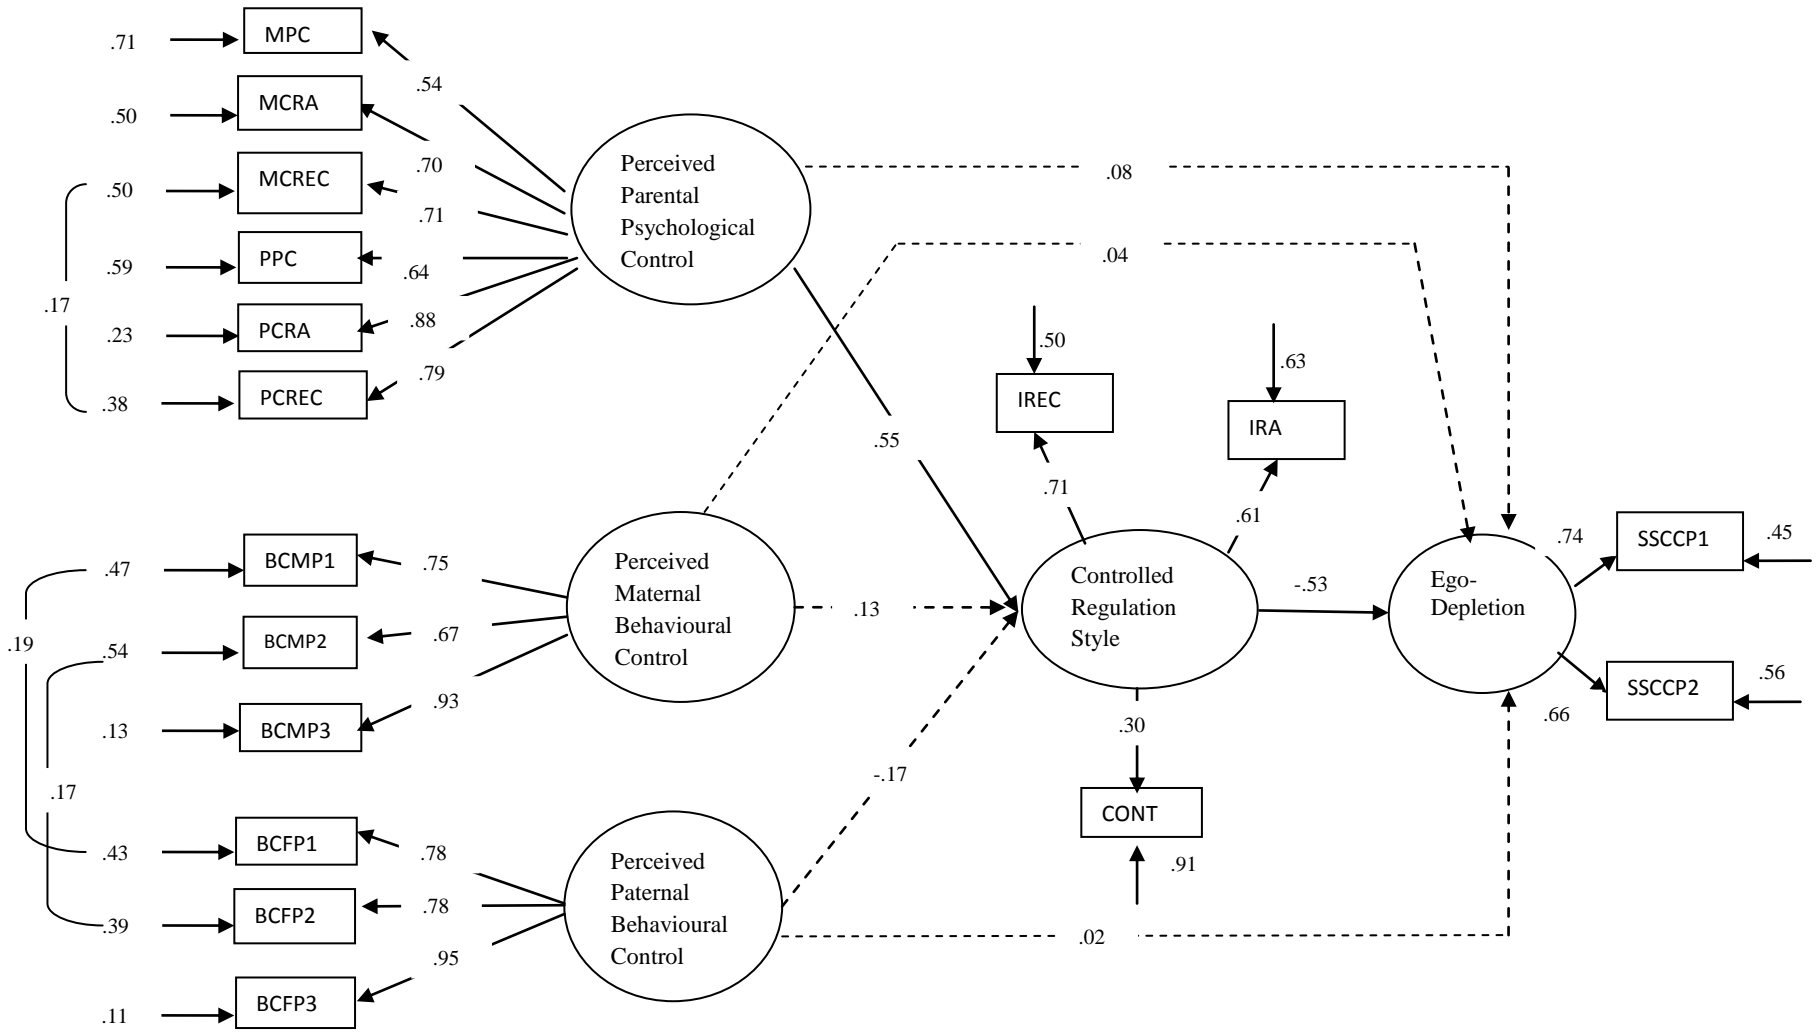 .71
MPC
.54
.50
MCRA
.70
.50
MCREC
.71
.59
PPC
.64
.17
.23
PCRA
.88
.38
PCREC
.79
Perceived
Parental
Psychological
Control
.08
.04
.55
.50
IREC
.71
.63
IRA
.61
.47
BCMP1
.75
.19
.54
BCMP2
.67
.13
BCMP3
.93
.17
Perceived
Maternal
Behavioural
Control
.13
Controlled
Regulation
Style
-.53
Ego-
Depletion
.74
SSCCP1
.45
.66
SSCCP2
.56
.30
CONT
.91
-.17
.43
BCFP1
.78
.39
BCFP2
.78
.11
BCFP3
.95
Perceived
Paternal
Behavioural
Control
.02